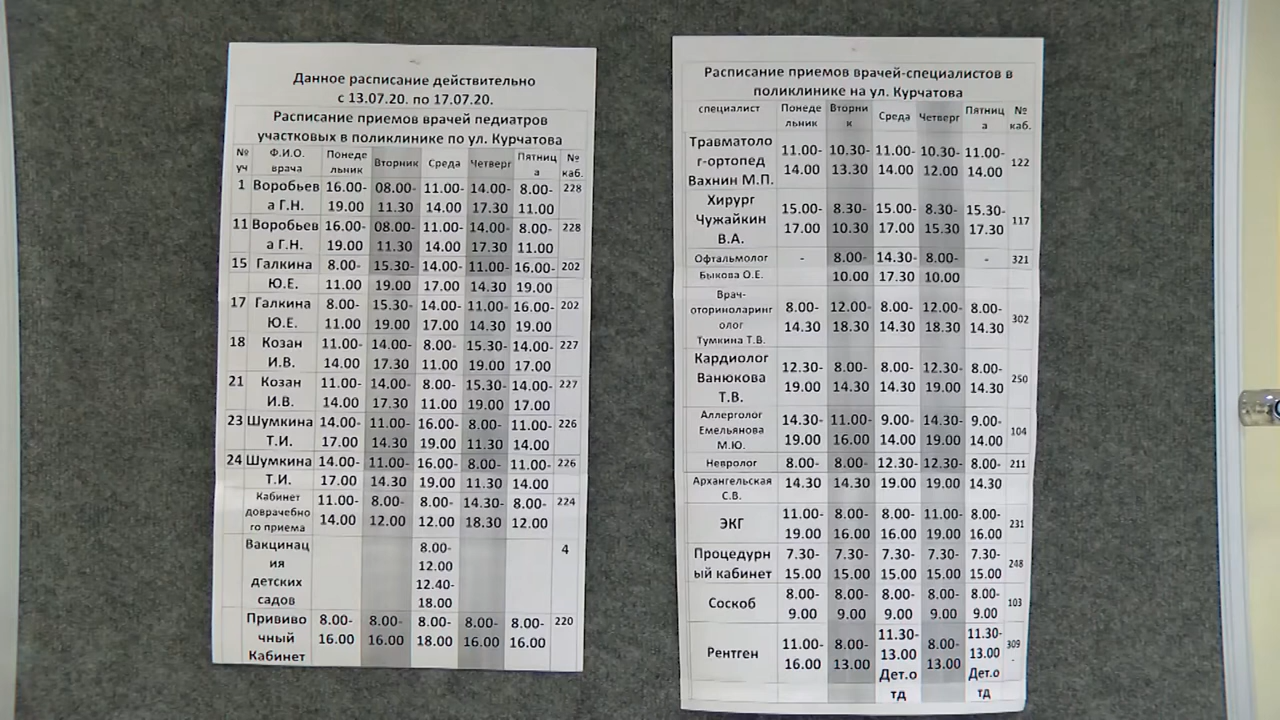 Данное расписание действительно
с 13.07.20. по 17.07.20.
Расписание приемов врачей педиатров
участковых в поликлинике по ул. Курчатова
№ уч Ф.И.О. врача Понеде льник Вторник Среда Четверг Пятниц а № каб.
1 Воробьев 16.00- 08.00- 11.00- 14.00- 8.00- 228
а Г.Н. 19.00 11.30 14.00 17.30 11.00
11 Воробьев 16.00- 08.00- 11.00- 14.00- 8.00- 228
а Г.Н. 19.00 11.30 14.00 17.30 11.00
15 Галкина 8.00- 15.30- 14.00- 11.00- 16.00- 202
Ю.Е. 11.00 19.00 17.00 14.30 19.00
17 Галкина 8.00- 15.30- 14.00- 11.00- 16.00- 202
Ю.Е. 11.00 19.00 17.00 14.30 19.00
18 Козан 11.00- 14.00- 8.00- 15.30- 14.00- 227
И.В. 14.00 17.30 11.00 19.00 17.00
21 Козан 11.00- 14.00- 8.00- 15.30- 14.00- 227
И.В. 14.00 17.30 11.00 19.00 17.00
23 Шумкина 14.00- 11.00- 16.00- 8.00- 11.00- 226
Т.И. 17.00 14.30 19.00 11.30 14.00
24 Шумкина 14.00- 11.00- 16.00- 8.00- 11.00- 226
Т.И. 17.00 14.30 19.00 11.30 14.00
Кабинет 11.00- 8.00- 8.00- 14.30- 8.00- 224
доврачебно 14.00 12.00 12.00 18.30 12.00
го приема
Вакцинац 8.00- 4
ия 12.00
детских 12.40-
садов 18.00
Прививо 8.00- 8.00- 8.00- 8.00- 8.00- 220
чный 16.00 16.00 18.00 16.00 16.00
Кабинет
Расписание приемов врачей-специалистов в
поликлинике на ул. Курчатова
специалист Понеде льник Вторни к Среда Четверг Пятниц а № каб.
Травматоло 11.00- 10.30- 11.00- 10.30- 11.00- 122
г-ортопед 14.00 13.30 14.00 12.00 14.00
Вахнин М.П.
Хирург 15.00- 8.30- 15.00- 8.30- 15.30- 117
Чужайкин 17.00 10.30 17.00 15.30 17.30
В.А.
Офтальмолог - 8.00- 14.30- 8.00- - 321
Быкова О.Е. 10.00 17.30 10.00
Врач-
оториноларинг 8.00- 12.00- 8.00- 12.00- 8.00- 302
олог 14.30 18.30 14.30 18.30 14.30
Тумкина Т.В.
Кардиолог 12.30- 8.00- 8.00- 12.30- 8.00- 250
Ванюкова 19.00 14.30 14.30 19.00 14.30
Т.В.
Аллерголог 14.30- 11.00- 9.00- 14.30- 9.00- 104
Емельянова 19.00 16.00 14.00 19.00 14.00
М.Ю.
Невролог 8.00- 8.00- 12.30- 12.30- 8.00- 211
Архангельская 14.30 14.30 19.00 19.00 14.30
С.В.
ЭКГ 11.00- 8.00- 8.00- 11.00- 8.00- 231
19.00 16.00 16.00 19.00 16.00
Процедурн 7.30- 7.30- 7.30- 7.30- 7.30- 248
ый кабинет 15.00 15.00 15.00 15.00 15.00
Соскоб 8.00- 8.00- 8.00- 8.00- 8.00- 103
9.00 9.00 9.00 9.00 9.00
Рентген 11.00- 8.00- 11.30- 8.00- 11.30- 309
16.00 13.00 13.00 13.00 13.00 -
Дет.о Дет.о
тд тд